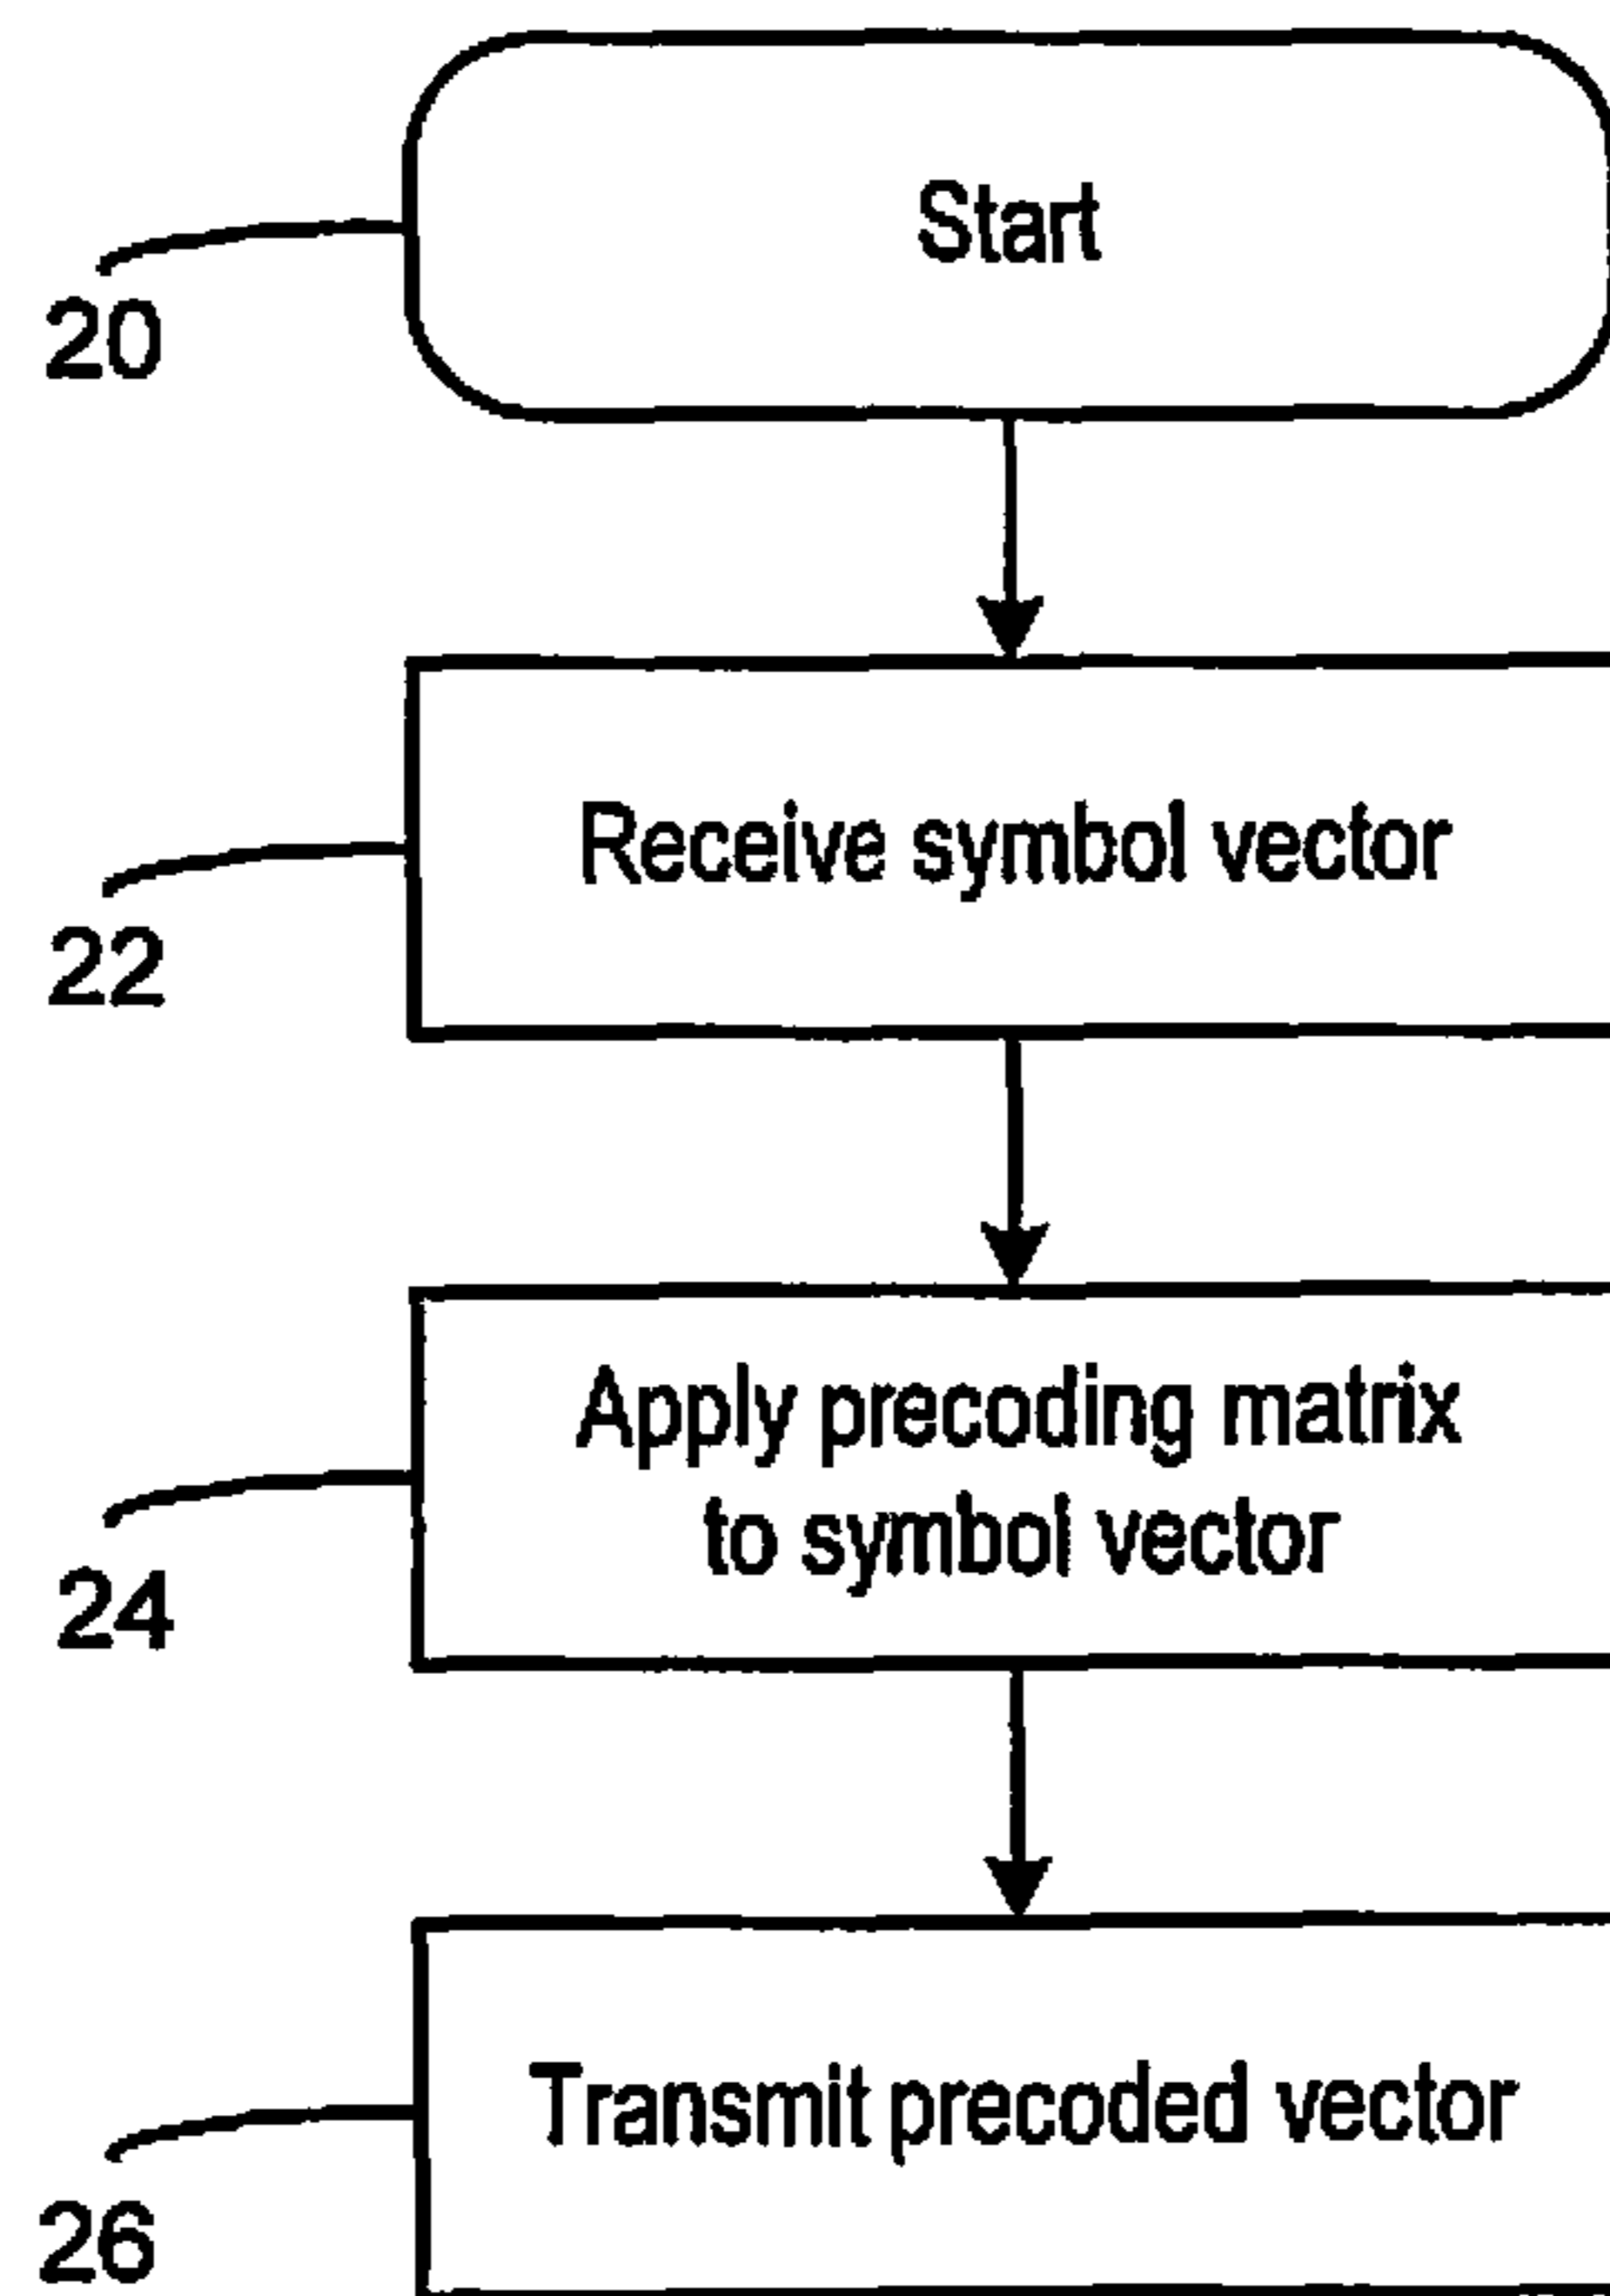 Start
20
Receive symbol vector
22
Apply precoding matrix
to symbol vector
24
Transmit precoded vector
26